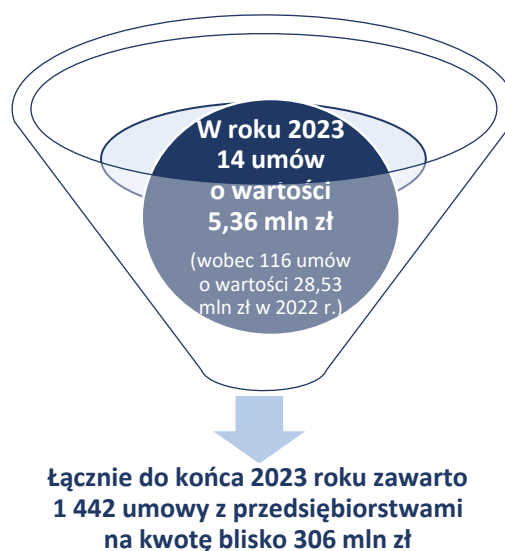 W roku 2023
14 umów
o wartości
5,36 mln zł
(wobec 116 umów
o wartości 28,53
mln zł w 2022 r.)
Łącznie do końca 2023 roku zawarto
1 442 umowy z przedsiębiorstwami
na kwotę blisko 306 mln zł